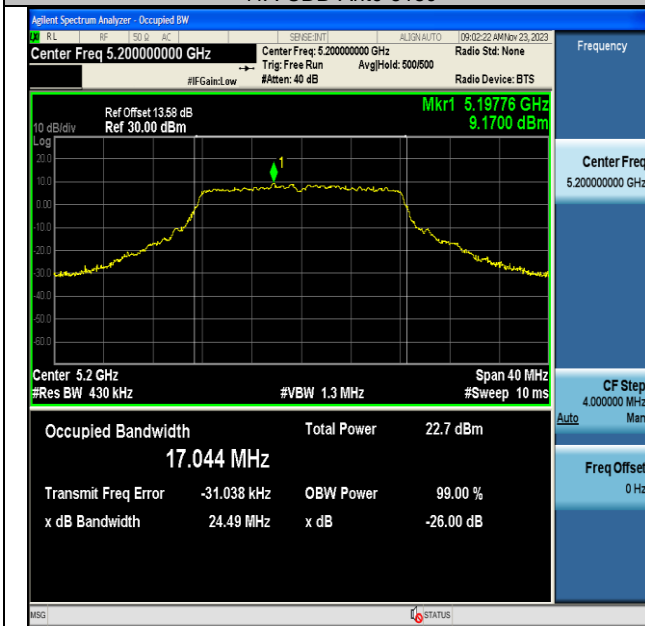 Agilent Spectrum Analyzer - Occupied BW
RL RF 50 Ω AC SENSE:INT ALIGN AUTO 09:02:22 AM Nov 23, 2023
Center Freq 5.200000000 GHz
Center Freq: 5.200000000 GHz
Radio Std: None
Trig: Free Run Avg|Hold: 500/500
#IFGain:Low
#Atten: 40 dB
Radio Device: BTS
Ref Offset 13.58 dB
Mkr1 5.19776 GHz
10 dB/div Ref 30.00 dBm
9.1700 dBm
Log
20.0
1
10.0
0.00
-10.0
-20.0
-30.0
-40.0
-50.0
-60.0
Center 5.2 GHz
Span 40 MHz
#Res BW 430 kHz
#VBW 1.3 MHz
#Sweep 10 ms
Occupied Bandwidth
Total Power 22.7 dBm
17.044 MHz
Transmit Freq Error -31.038 kHz
OBW Power 99.00 %
x dB Bandwidth 24.49 MHz
x dB -26.00 dB
MSG
STATUS
Frequency
Center Freq
5.200000000 GHz
CF Step
4.000000 MHz
Auto Man
Freq Offset
0 Hz